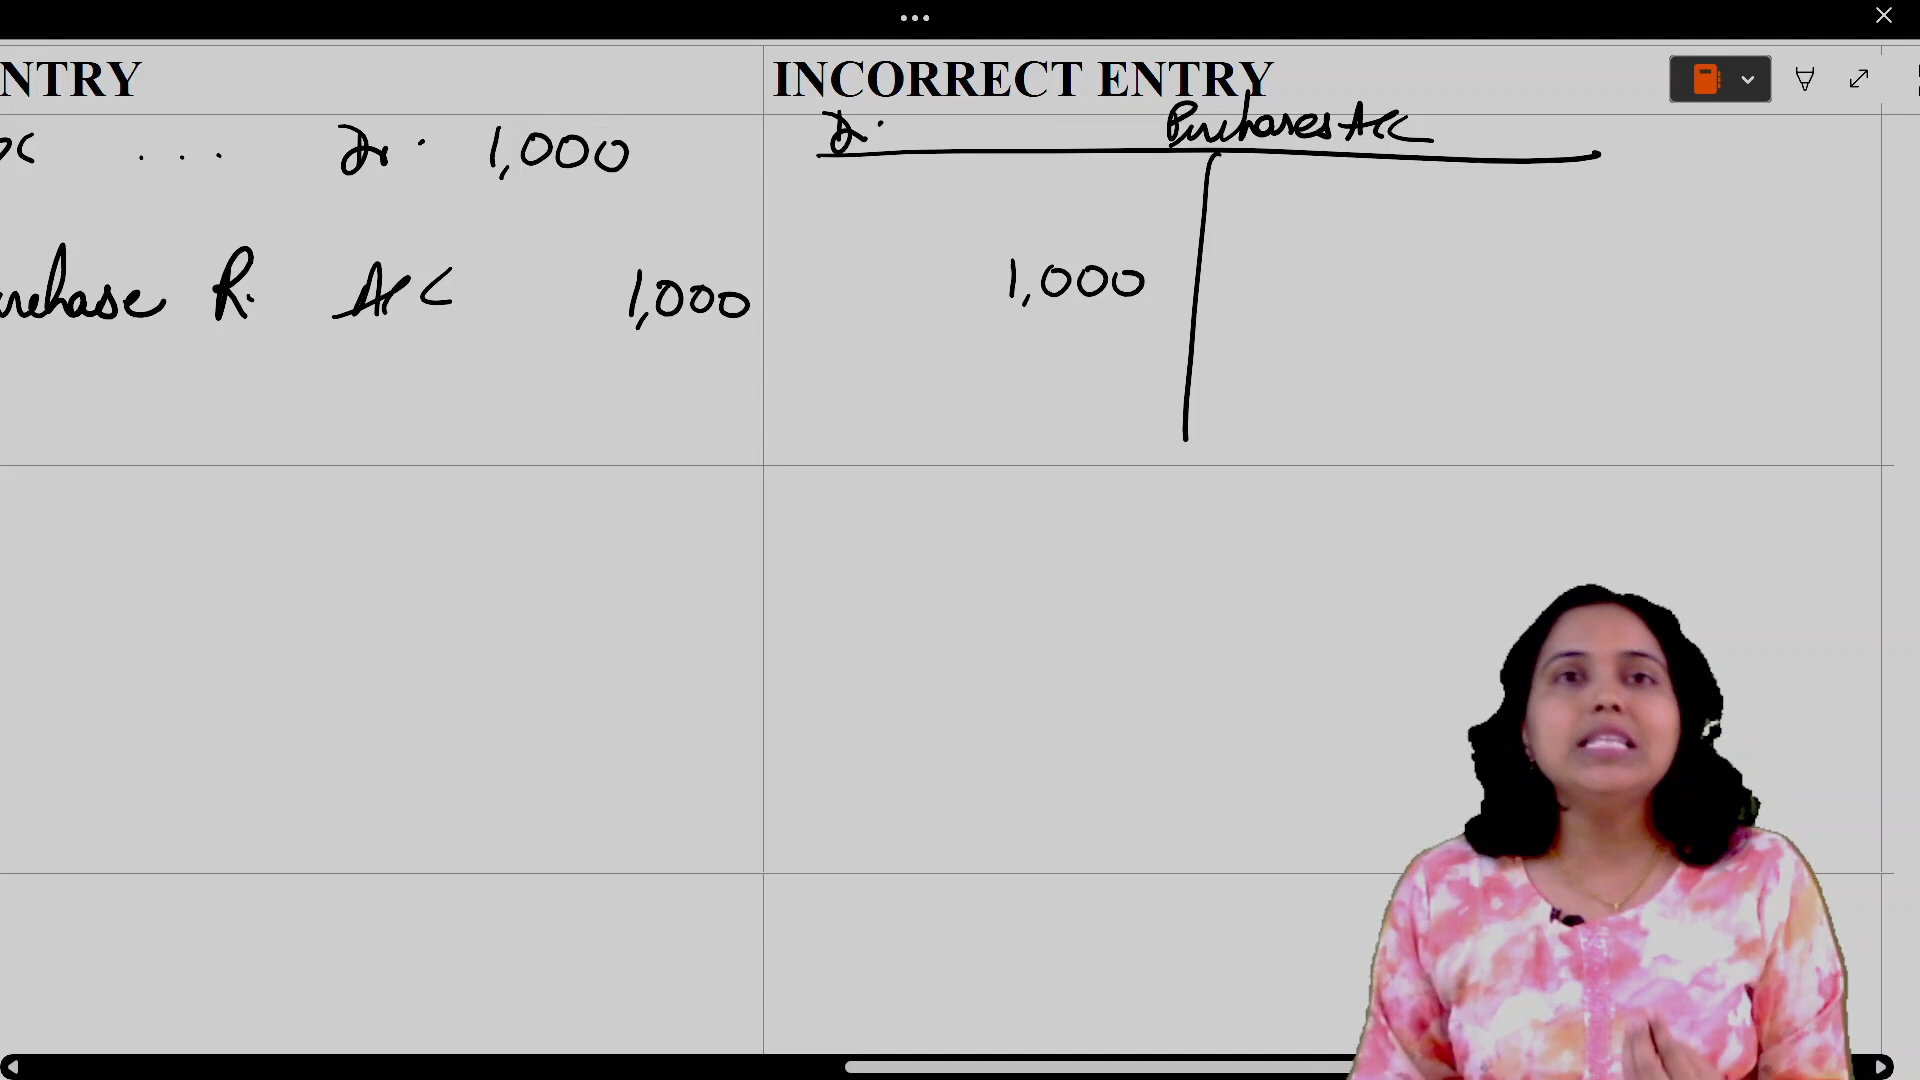 NTRY
INCORRECT ENTRY
Dr. Purchases A/C
... Dr. 1,000
1,000
urchase R. A/C 1,000